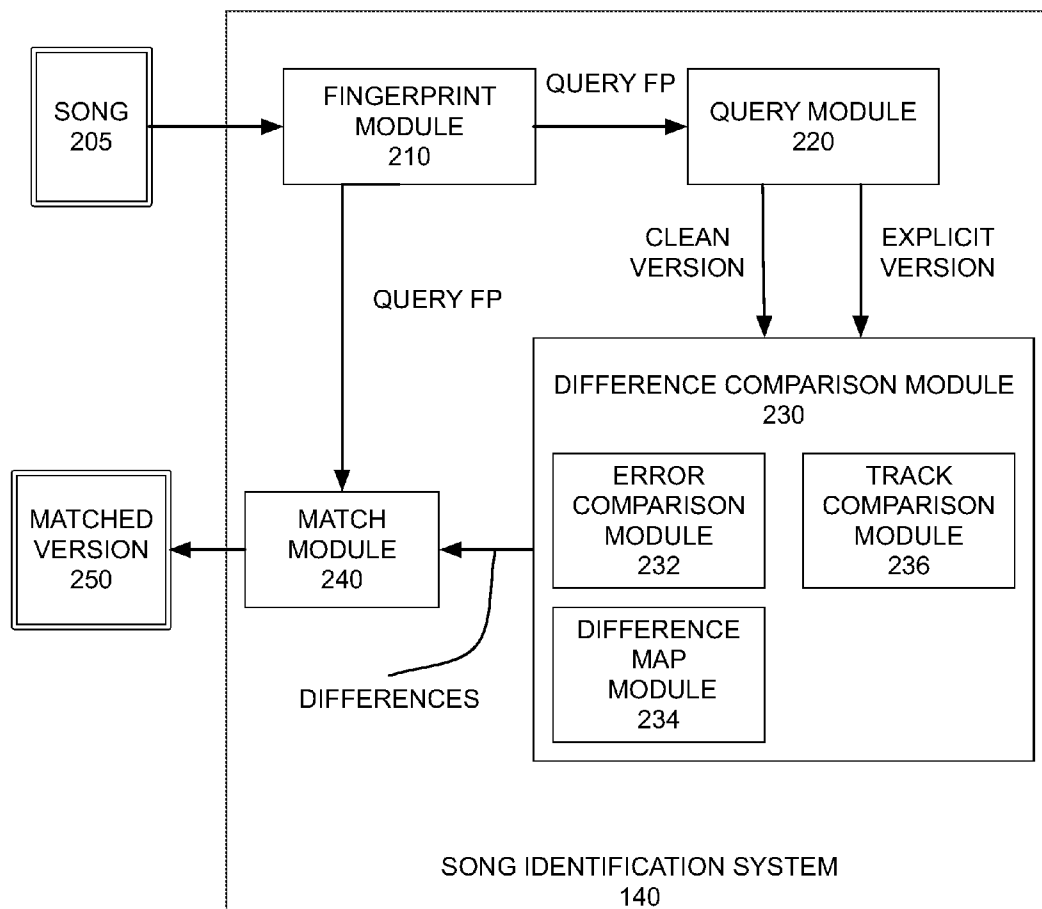 SONG
205
FINGERPRINT
MODULE
210
QUERY FP
QUERY MODULE
220
CLEAN
VERSION
EXPLICIT
VERSION
QUERY FP
DIFFERENCE COMPARISON MODULE
230
ERROR
COMPARISON
MODULE
232
TRACK
COMPARISON
MODULE
236
DIFFERENCE
MAP
MODULE
234
MATCHED
VERSION
250
MATCH
MODULE
240
DIFFERENCES
SONG IDENTIFICATION SYSTEM
140